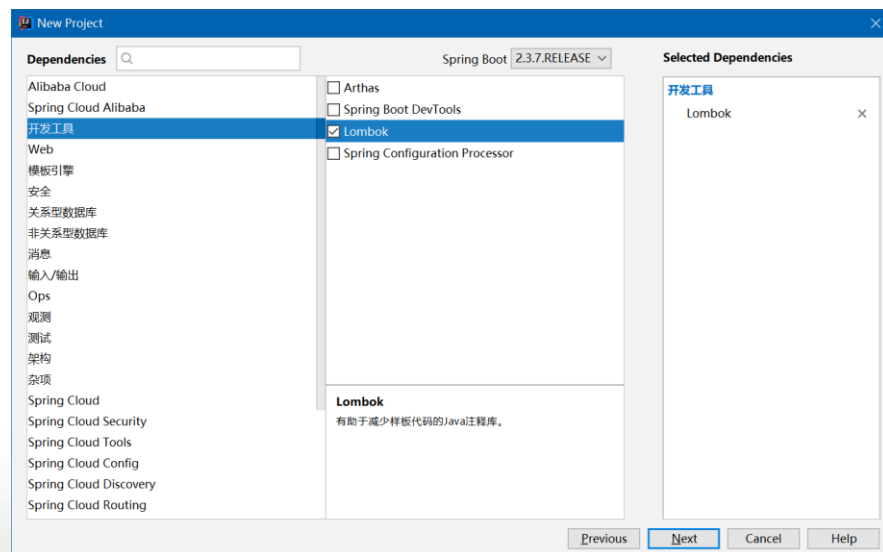 New Project
Dependencies
Spring Boot 2.3.7.RELEASE
Selected Dependencies
Alibaba Cloud
Spring Cloud Alibaba
开发工具
Web
模板引擎
安全
关系型数据库
非关系型数据库
消息
输入/输出
Ops
观测
测试
架构
杂项
Spring Cloud
Spring Cloud Security
Spring Cloud Tools
Spring Cloud Config
Spring Cloud Discovery
Spring Cloud Routing
Arthas
Spring Boot DevTools
Lombok
Spring Configuration Processor
Lombok
有助于减少样板代码的Java注释库。
开发工具
Lombok
Previous
Next
Cancel
Help